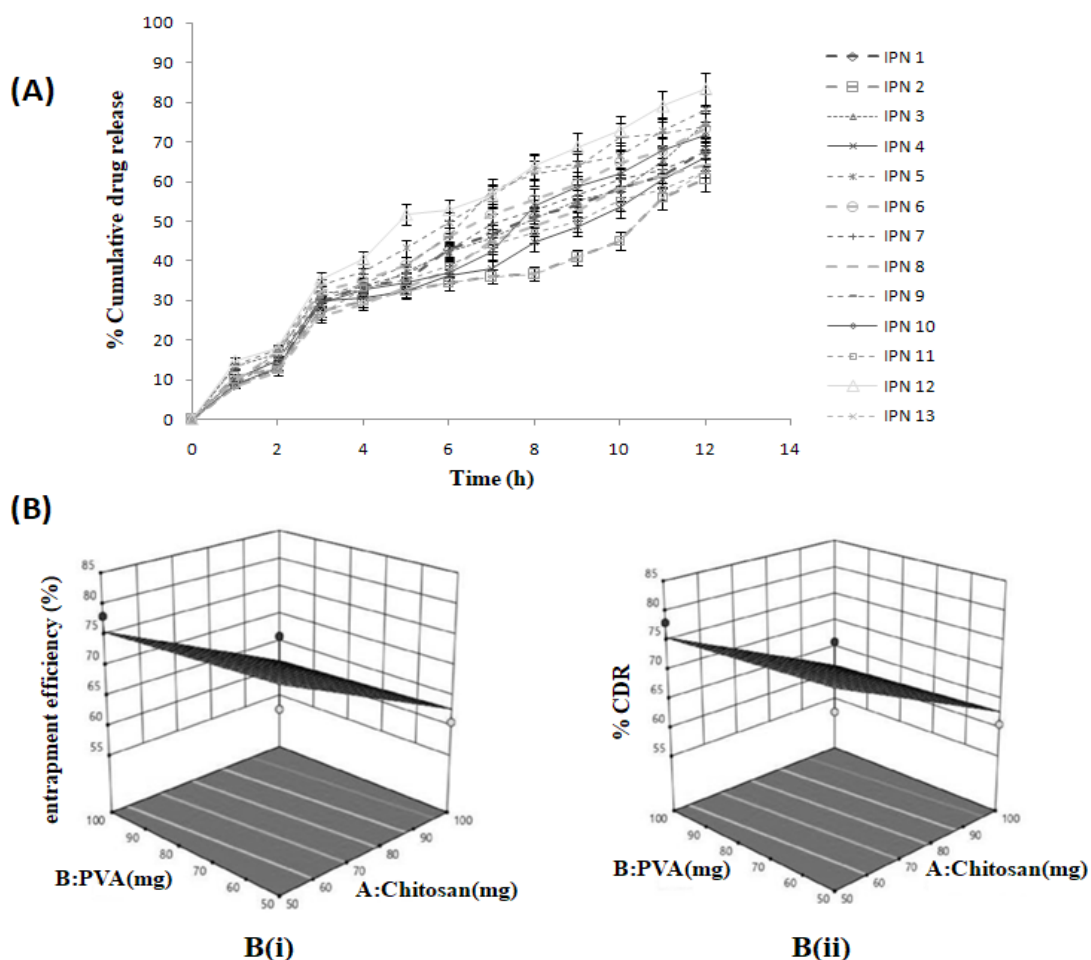 (A)
% Cumulative drug release
100
90
80
70
60
50
40
30
20
10
0
0 2 4 6 8 10 12 14
Time (h)
IPN 1
IPN 2
IPN 3
IPN 4
IPN 5
IPN 6
IPN 7
IPN 8
IPN 9
IPN 10
IPN 11
IPN 12
IPN 13
(B)
entrapment efficiency (%)
85
80
75
70
65
60
55
100 90 80 70 60 50
B:PVA(mg)
50 60 70 80 90 100
A:Chitosan(mg)
B(i)
% CDR
85
80
75
70
65
60
55
100 90 80 70 60 50
B:PVA(mg)
50 60 70 80 90 100
A:Chitosan(mg)
B(ii)